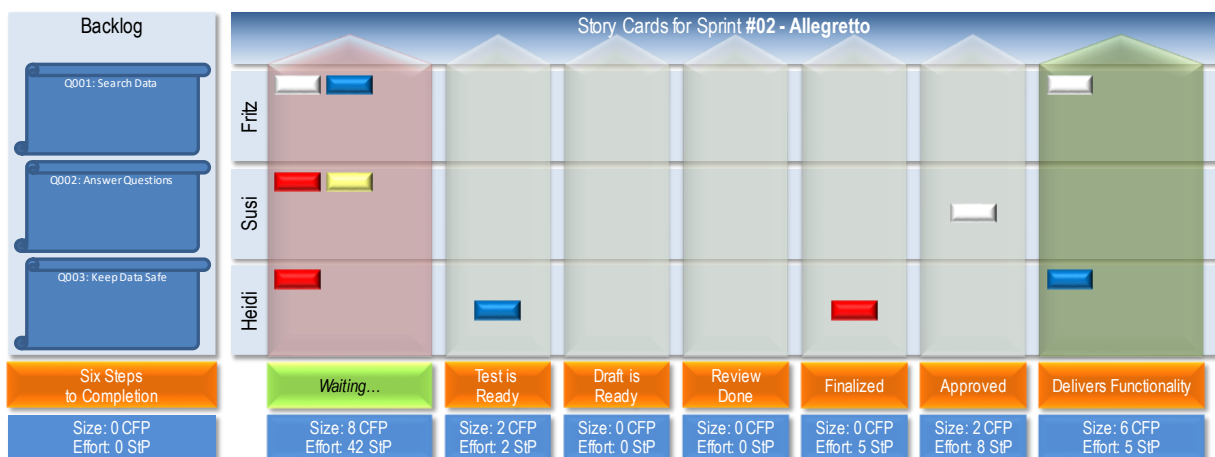 Backlog
Story Cards for Sprint #02 - Allegretto
Q001: Search Data
Q002: Answer Questions
Q003: Keep Data Safe
Fritz
Susi
Heidi
Six Steps
to Completion
Waiting…
Test is
Ready
Draft is
Ready
Review
Done
Finalized
Approved
Delivers Functionality
Size: 0 CFP
Effort: 0 StP
Size: 8 CFP
Effort: 42 StP
Size: 2 CFP
Effort: 2 StP
Size: 0 CFP
Effort: 0 StP
Size: 0 CFP
Effort: 0 StP
Size: 0 CFP
Effort: 5 StP
Size: 2 CFP
Effort: 8 StP
Size: 6 CFP
Effort: 5 StP